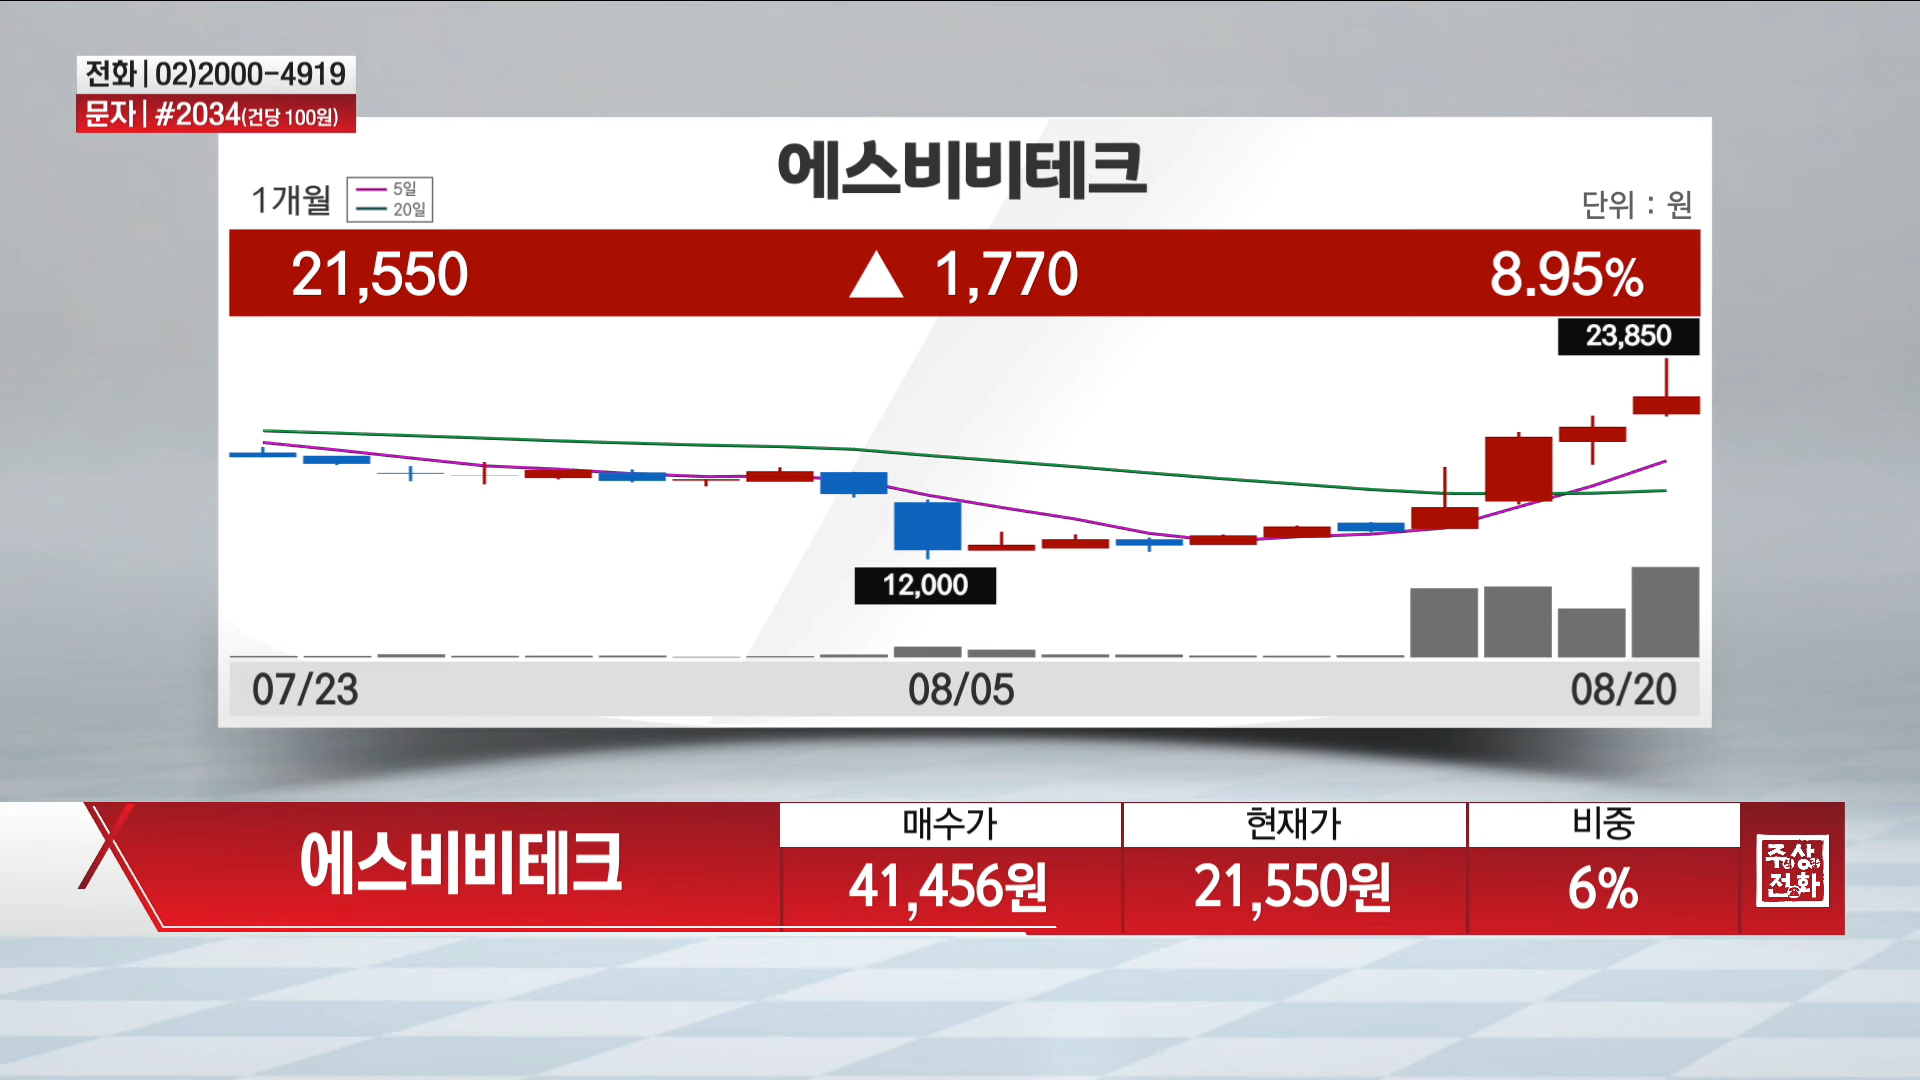 전화 | 02)2000-4919
문자 | #2034(건당 100원)
에스비비테크
1개월
5일
20일
단위 : 원
21,550 ▲ 1,770 8.95%
23,850
12,000
07/23 08/05 08/20
에스비비테크
매수가 현재가 비중
41,456원 21,550원 6%
주상
전화